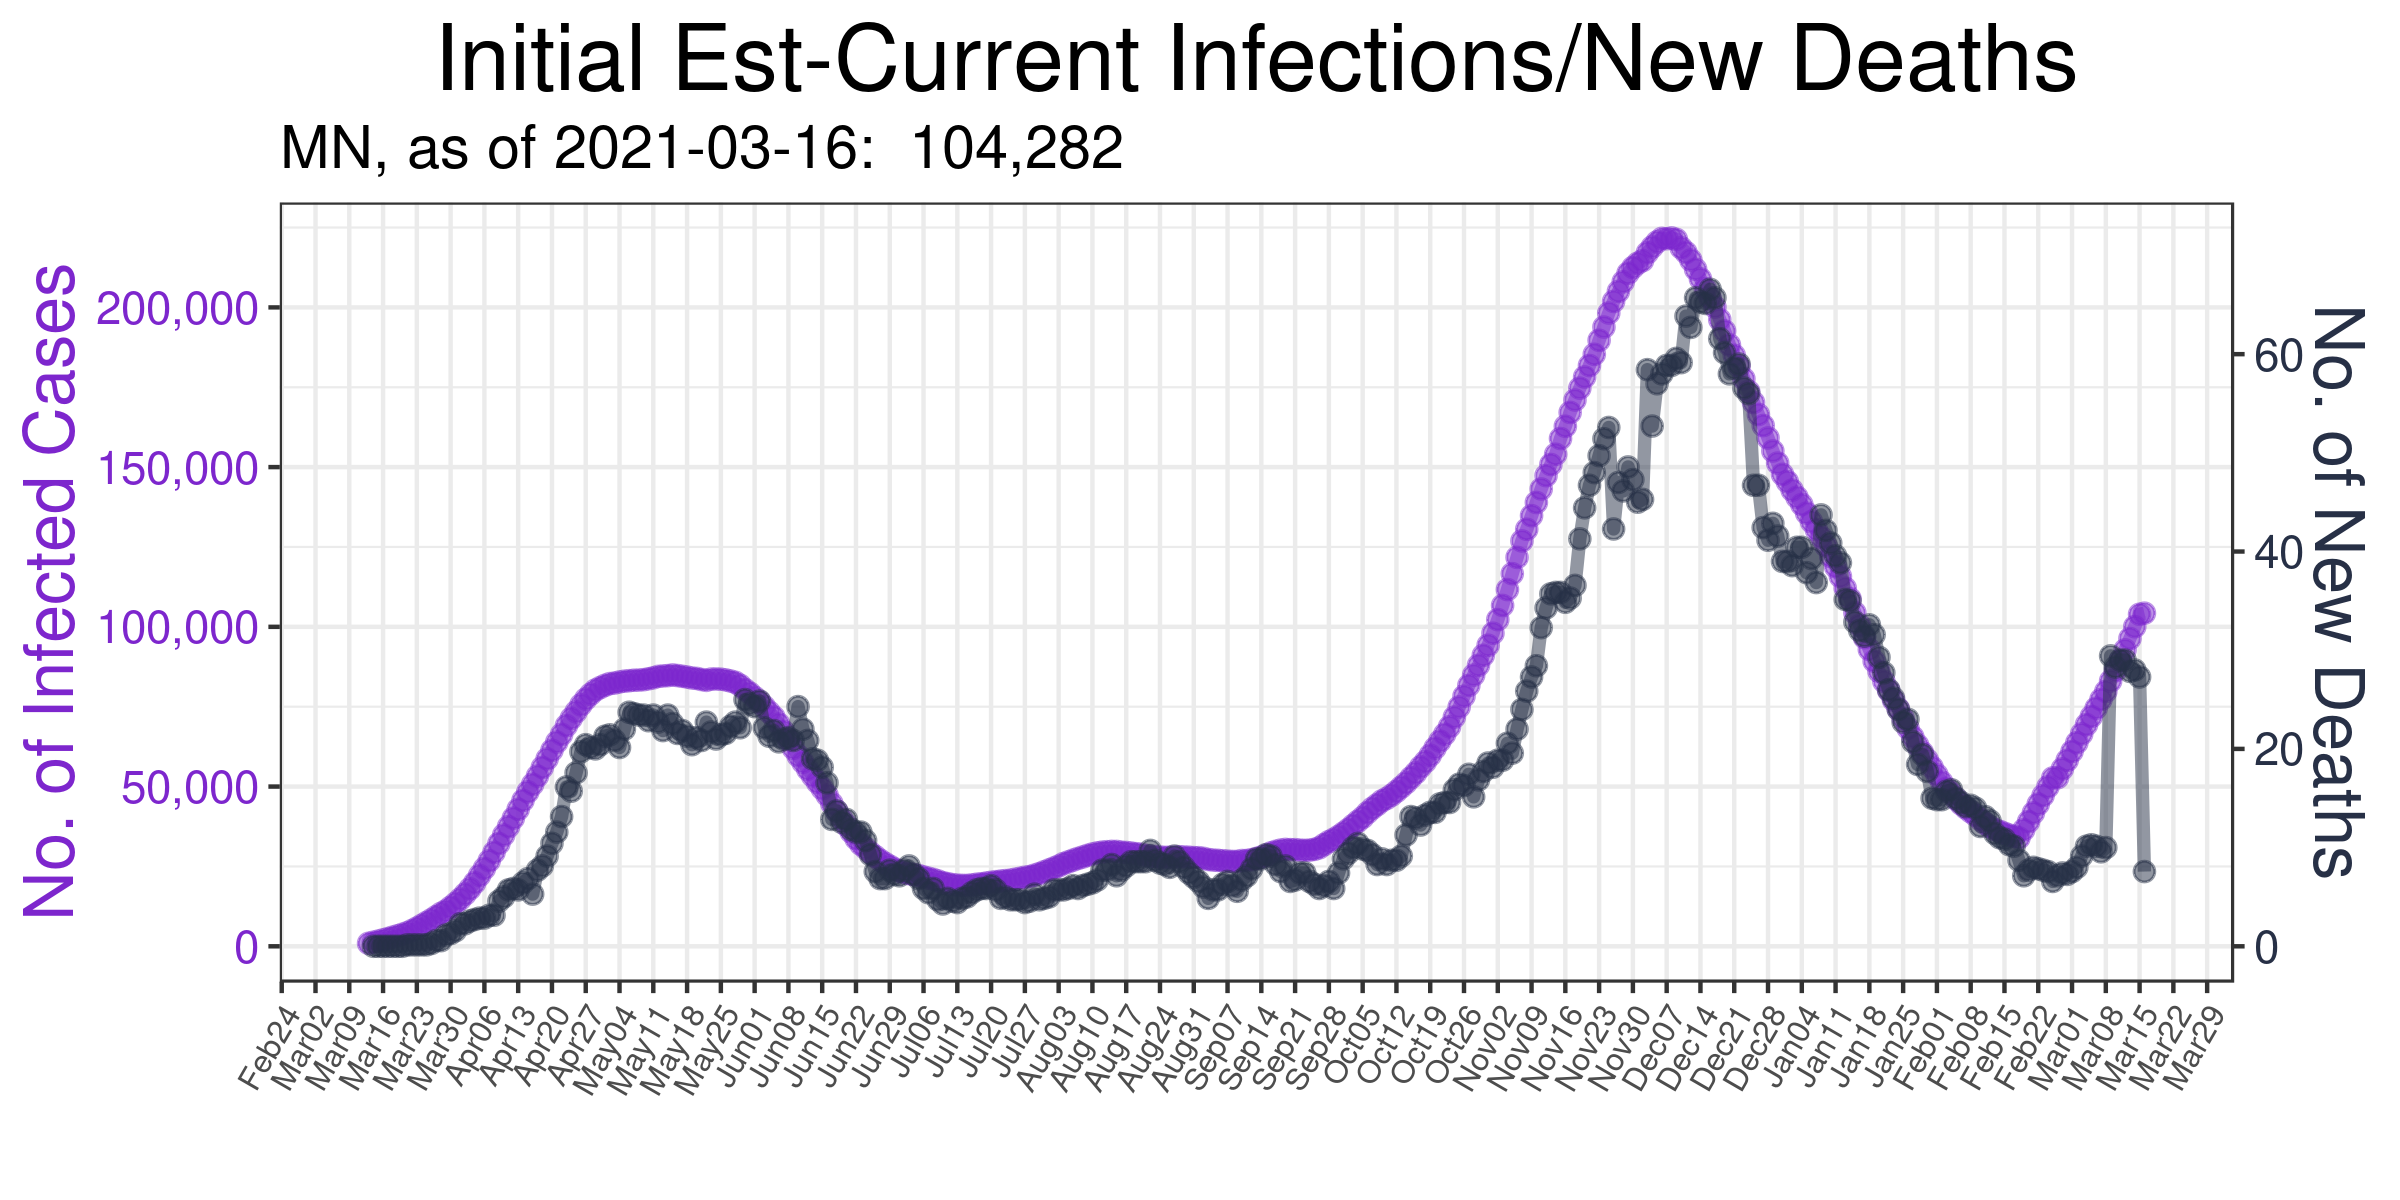 Initial Est-Current Infections/New Deaths
MN, as of 2021-03-16:  104,282
No. of Infected Cases
200,000
150,000
100,000
50,000
0
60
40
20
0
No. of New Deaths
Feb24
Mar02
Mar09
Mar16
Mar23
Mar30
Apr06
Apr13
Apr20
Apr27
May04
May11
May18
May25
Jun01
Jun08
Jun15
Jun22
Jun29
Jul06
Jul13
Jul20
Jul27
Aug03
Aug10
Aug17
Aug24
Aug31
Sep07
Sep14
Sep21
Sep28
Oct05
Oct12
Oct19
Oct26
Nov02
Nov09
Nov16
Nov23
Nov30
Dec07
Dec14
Dec21
Dec28
Jan04
Jan11
Jan18
Jan25
Feb01
Feb08
Feb15
Feb22
Mar01
Mar08
Mar15
Mar22
Mar29